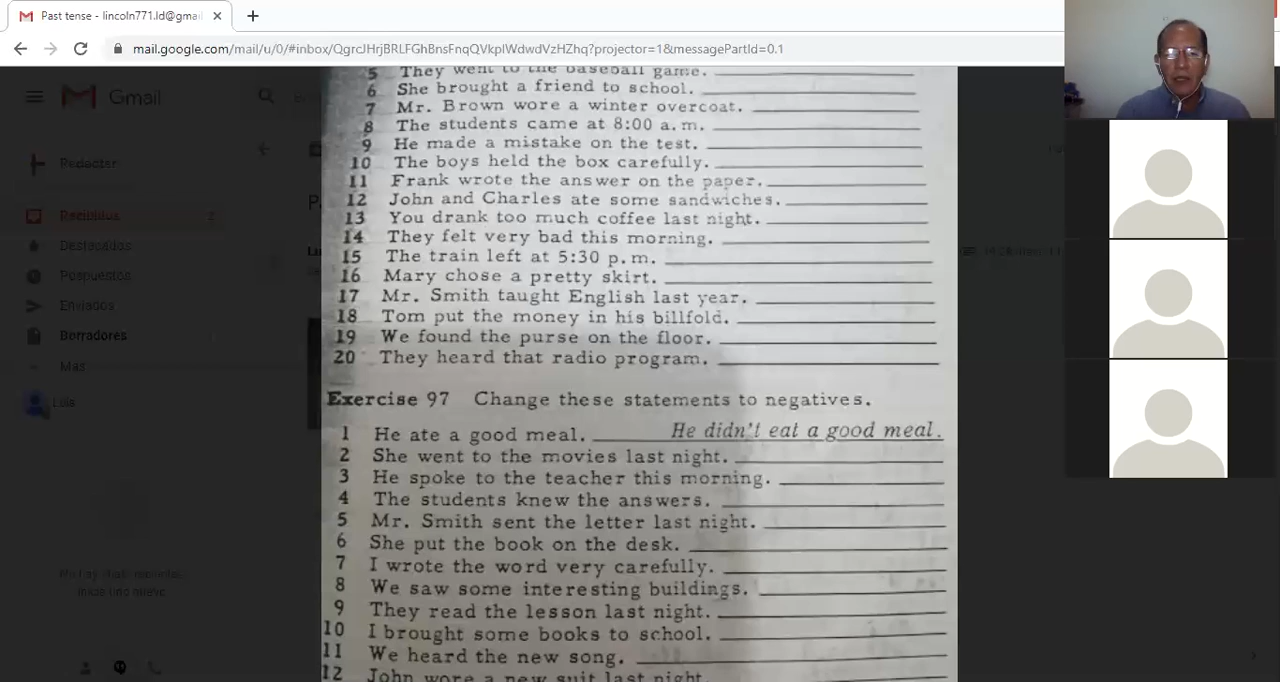 Past tense - lincoln771.ld@gmai
mail.google.com/mail/u/0/#inbox/QgrcJHrjBRLFGhBnsFnqQVkplWdwdVzHZhq?projector=1&messagePartId=0.1
Gmail
Redactar
Recibidos
Destacados
Pospuestos
Enviados
Borradores
Más
Luis
5 They went to the baseball game.
6 She brought a friend to school.
7 Mr. Brown wore a winter overcoat.
8 The students came at 8:00 a.m.
9 He made a mistake on the test.
10 The boys held the box carefully.
11 Frank wrote the answer on the paper.
12 John and Charles ate some sandwiches.
13 You drank too much coffee last night.
14 They felt very bad this morning.
15 The train left at 5:30 p.m.
16 Mary chose a pretty skirt.
17 Mr. Smith taught English last year.
18 Tom put the money in his billfold.
19 We found the purse on the floor.
20 They heard that radio program.
Exercise 97 Change these statements to negatives.
1 He ate a good meal. He didn't eat a good meal.
2 She went to the movies last night.
3 He spoke to the teacher this morning.
4 The students knew the answers.
5 Mr. Smith sent the letter last night.
6 She put the book on the desk.
7 I wrote the word very carefully.
8 We saw some interesting buildings.
9 They read the lesson last night.
10 I brought some books to school.
11 We heard the new song.
12 John wore a new suit last night.